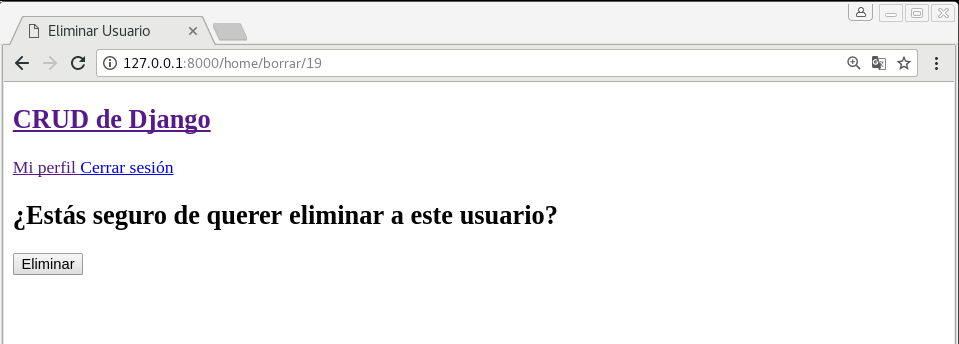 Eliminar Usuario
127.0.0.1:8000/home/borrar/19
CRUD de Django
Mi perfil Cerrar sesión
¿Estás seguro de querer eliminar a este usuario?
Eliminar